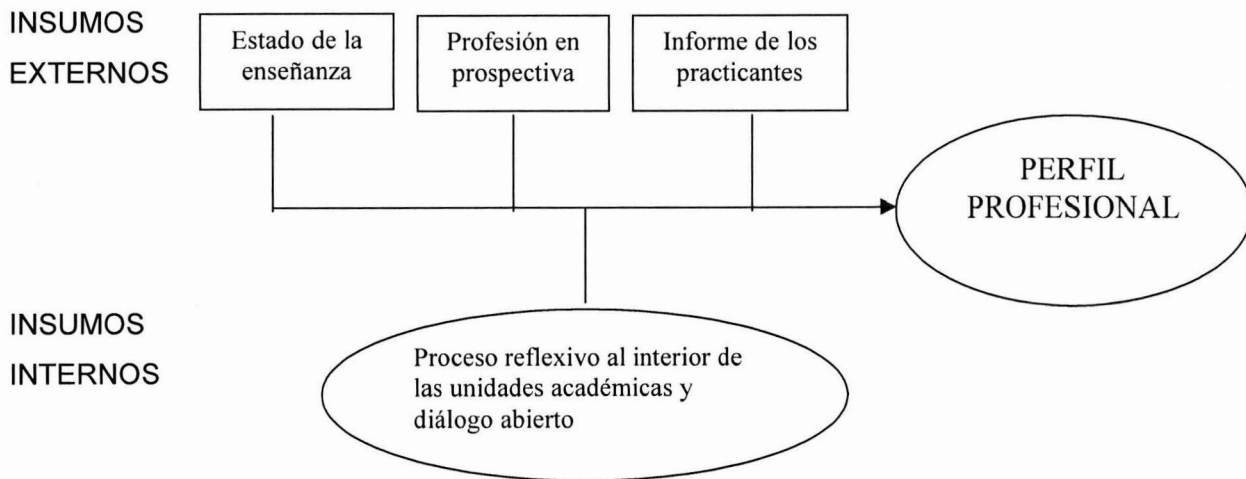 INSUMOS
EXTERNOS
Estado de la
enseñanza
Profesión en
prospectiva
Informe de los
practicantes
PERFIL
PROFESIONAL
INSUMOS
INTERNOS
Proceso reflexivo al interior de
las unidades académicas y
diálogo abierto